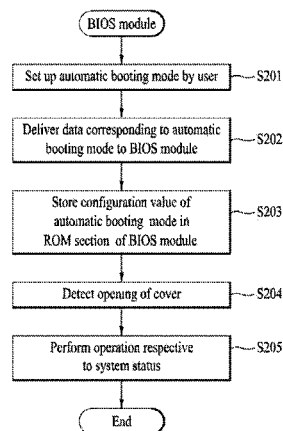 BIOS module
Set up automatic booting mode by user
S201
Deliver data corresponding to automatic
booting mode to BIOS module
S202
Store configuration value of
automatic booting mode in
ROM section of BIOS module
S203
Detect opening of cover
S204
Perform operation respective
to system status
S205
End